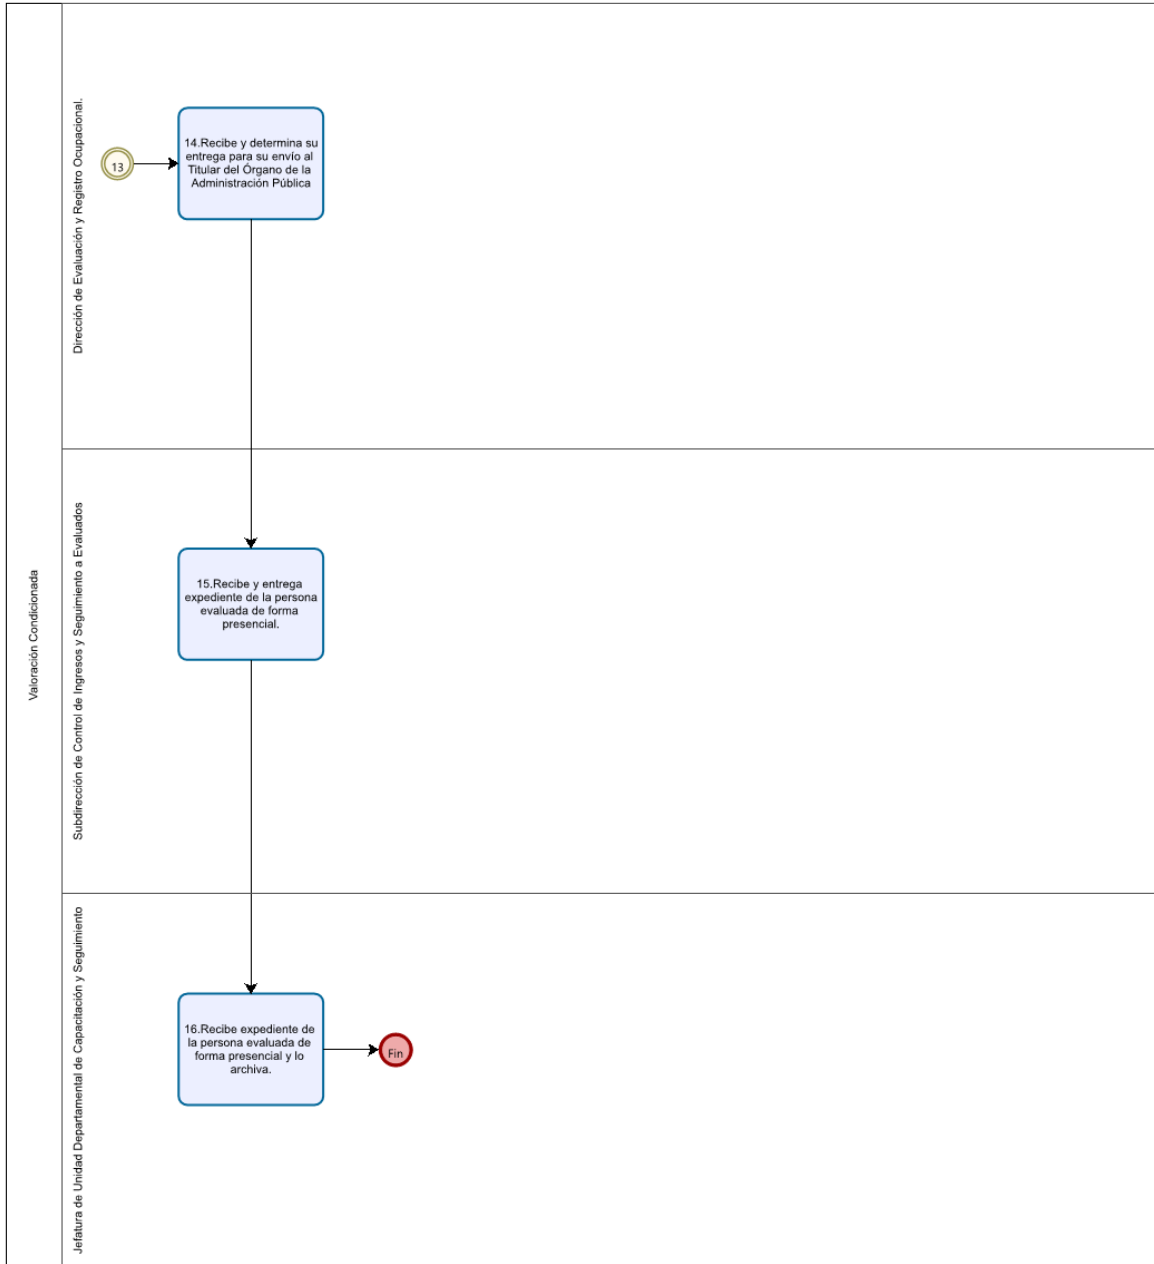 Valoración Condicionada
Dirección de Evaluación y Registro Ocupacional.
13
14.Recibe y determina su
entrega para su envío al
Titular del Órgano de la
Administración Pública
Subdirección de Control de Ingresos y Seguimiento a Evaluados
15.Recibe y entrega
expediente de la persona
evaluada de forma
presencial.
Jefatura de Unidad Departamental de Capacitación y Seguimiento
16.Recibe expediente de
la persona evaluada de
forma presencial y lo
archiva.
Fin